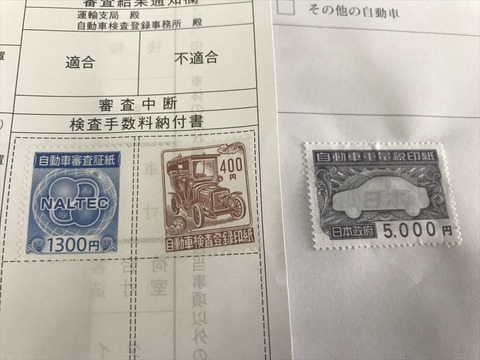 審査結果通知欄
運輸支局 殿
自動車検査登録事務所 殿
適合
不適合
審査中断
検査手数料納付書
自動車審査証紙
NALTEC
1300円
400円
自動車検査登録印紙
その他の自動車
自動車重量税印紙
日本政府 5,000円